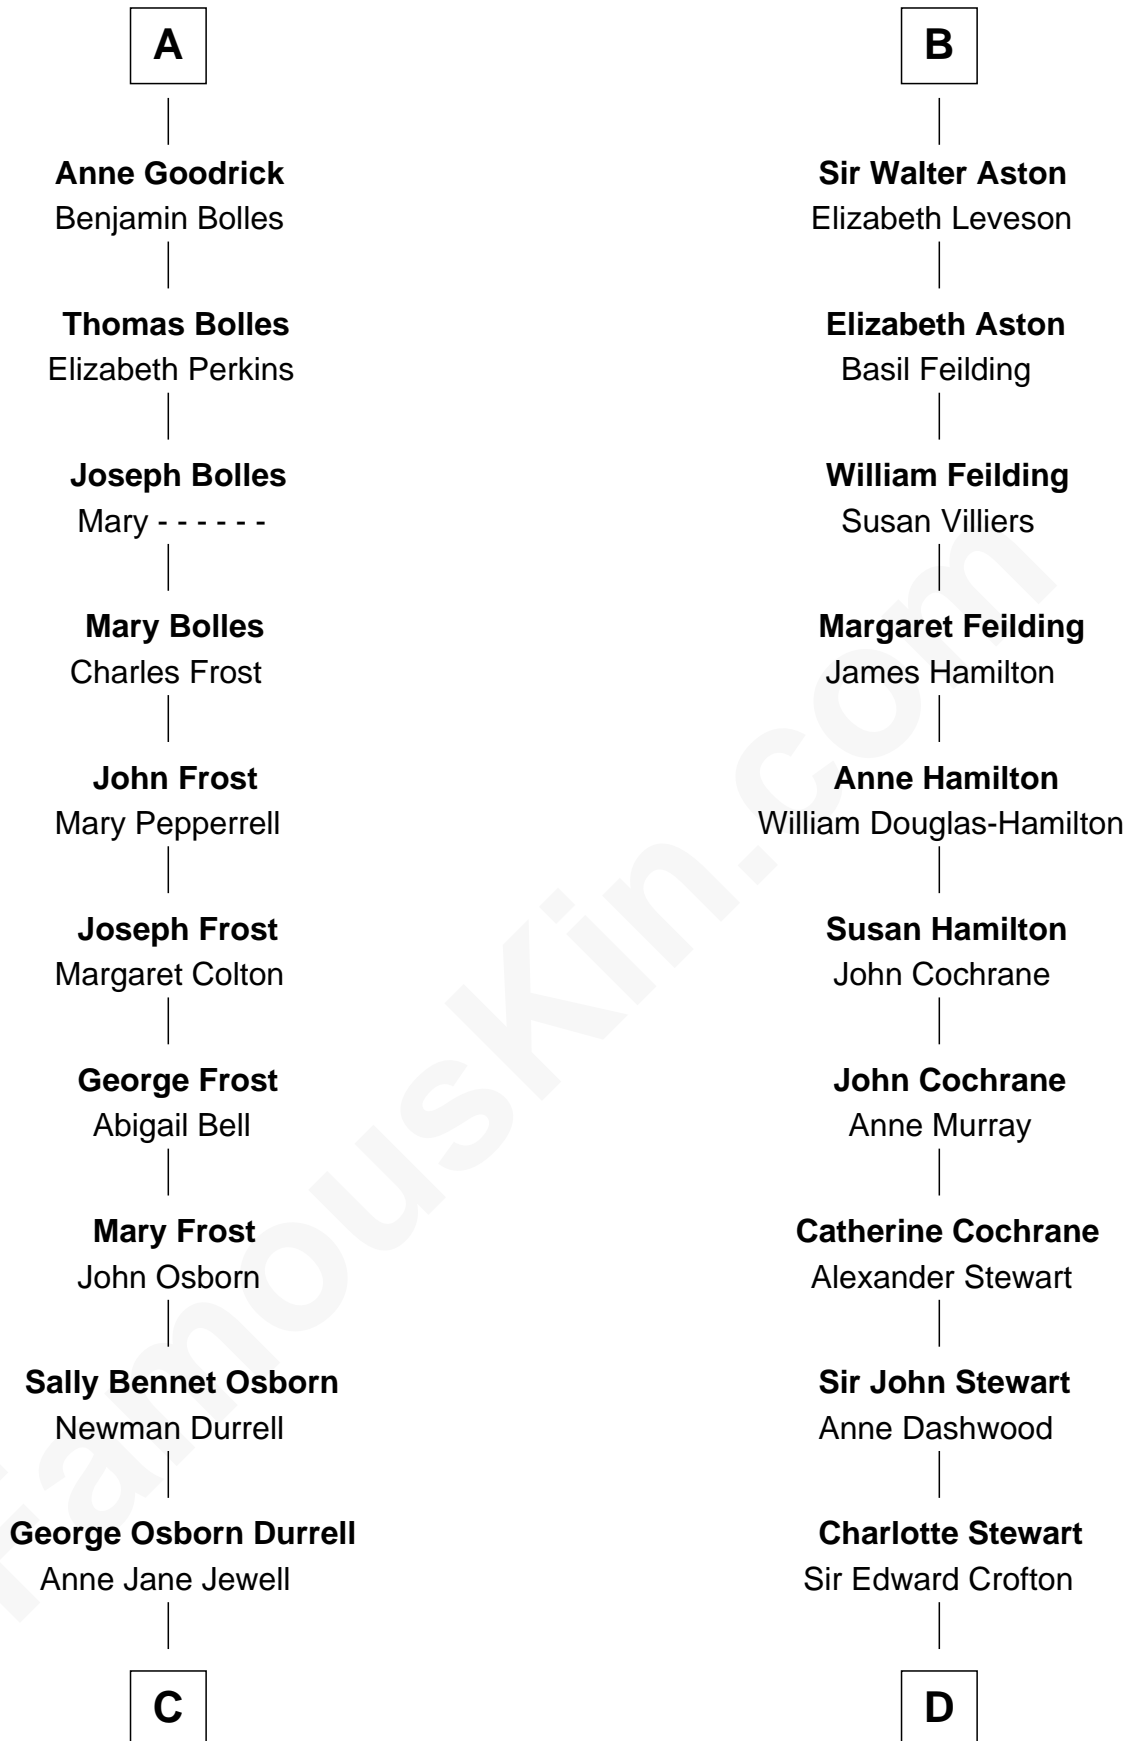 A
Anne Goodrick
Benjamin Bolles
Thomas Bolles
Elizabeth Perkins
Joseph Bolles
Mary - - - - - -
Mary Bolles
Charles Frost
John Frost
Mary Pepperrell
Joseph Frost
Margaret Colton
George Frost
Abigail Bell
Mary Frost
John Osborn
Sally Bennet Osborn
Newman Durrell
George Osborn Durrell
Anne Jane Jewell
C
B
Sir Walter Aston
Elizabeth Leveson
Elizabeth Aston
Basil Feilding
William Feilding
Susan Villiers
Margaret Feilding
James Hamilton
Anne Hamilton
William Douglas-Hamilton
Susan Hamilton
John Cochrane
John Cochrane
Anne Murray
Catherine Cochrane
Alexander Stewart
Sir John Stewart
Anne Dashwood
Charlotte Stewart
Sir Edward Crofton
D
FamousKin.com